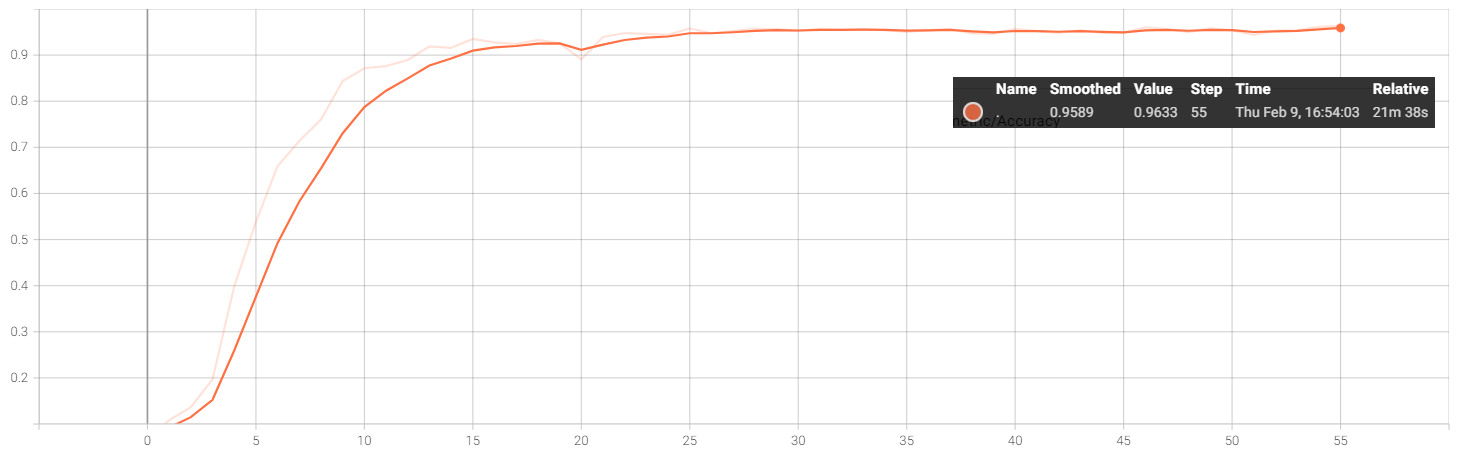 0.9
Name Smoothed Value Step Time Relative
0.8
. 0.9589 0.9633 55 Thu Feb 9, 16:54:03 21m 38s
metric/Accuracy
0.7
0.6
0.5
0.4
0.3
0.2
0 5 10 15 20 25 30 35 40 45 50 55